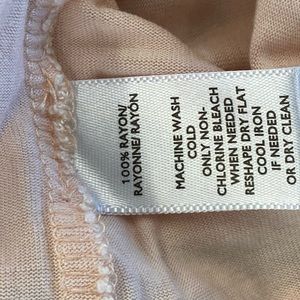 100% RAYON/
RAYONNE/ RAYÓN
MACHINE WASH
COLD
ONLY NON-
CHLORINE BLEACH
WHEN NEEDED
RESHAPE DRY FLAT
COOL IRON
IF NEEDED
OR DRY CLEAN